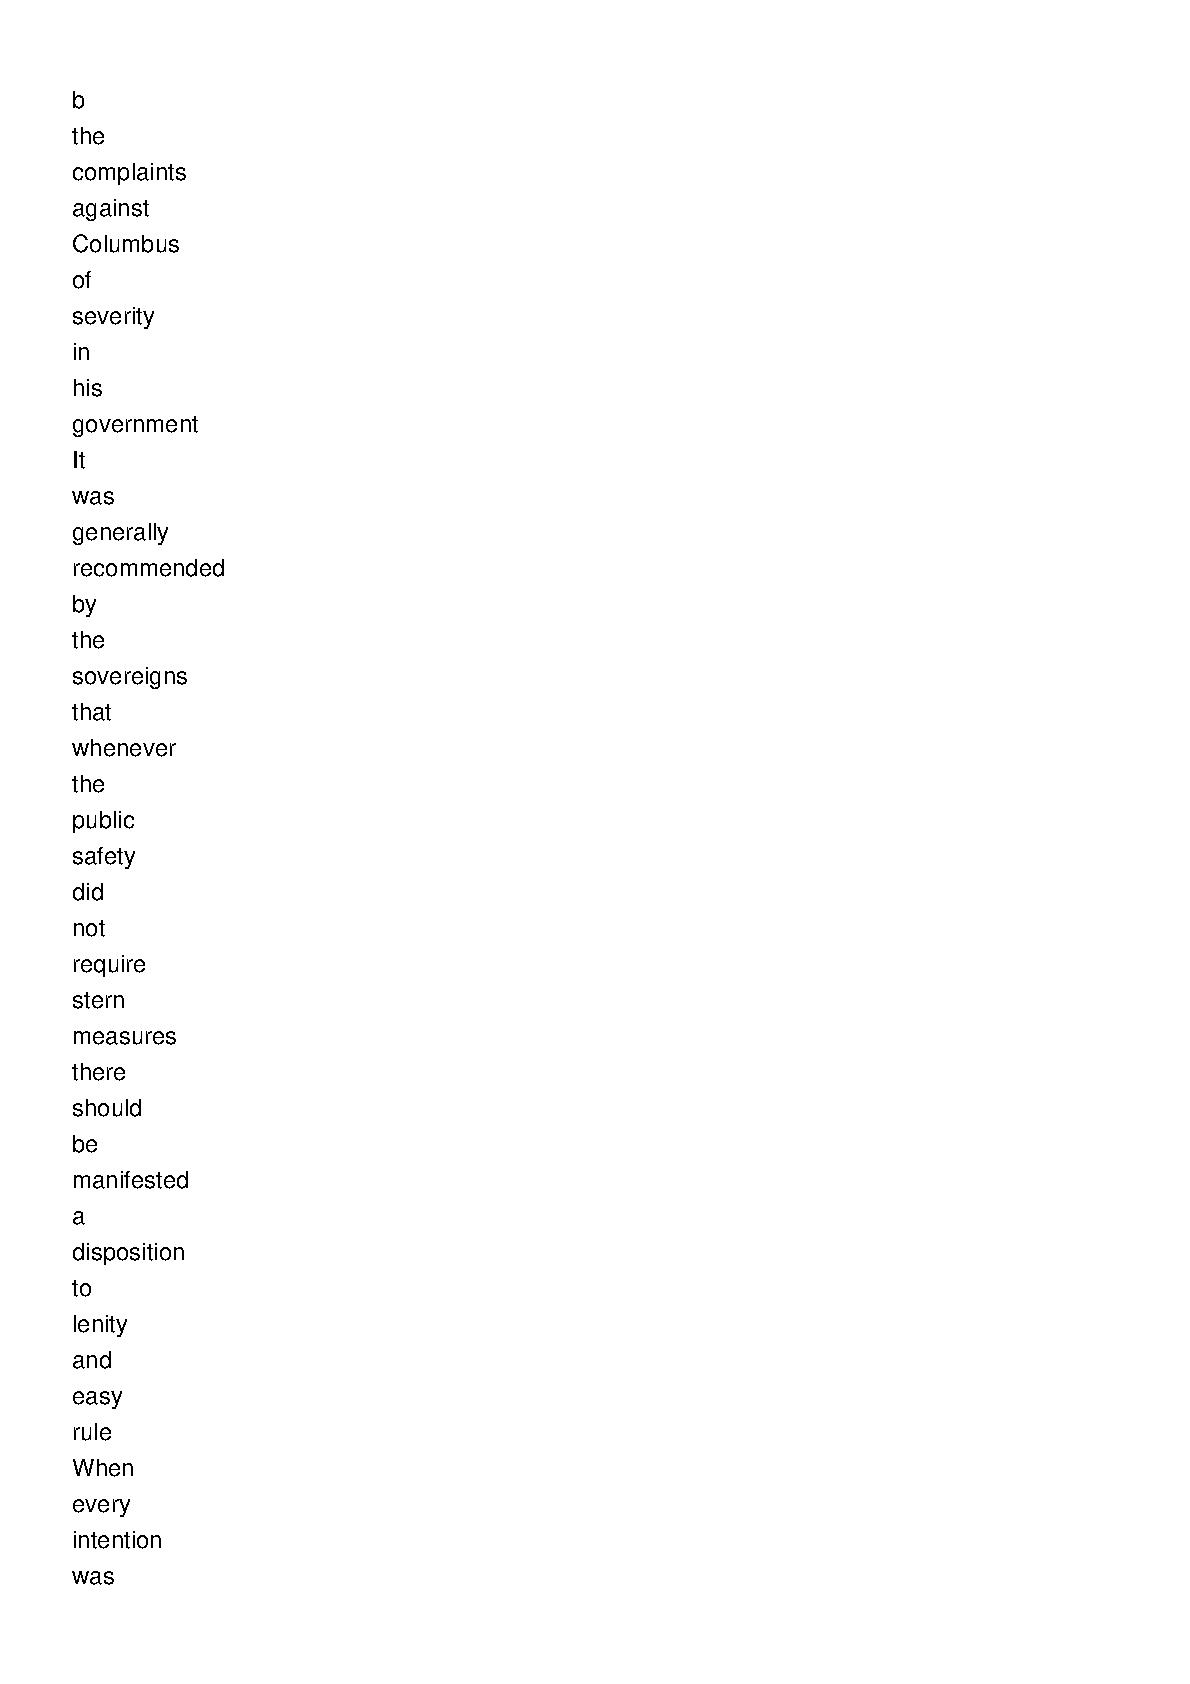 b
the
complaints
against
Columbus
of
severity
in
his
government
It
was
generally
recommended
by
the
sovereigns
that
whenever
the
public
safety
did
not
require
stern
measures
there
should
be
manifested
a
disposition
to
lenity
and
easy
rule
When
every
intention
was